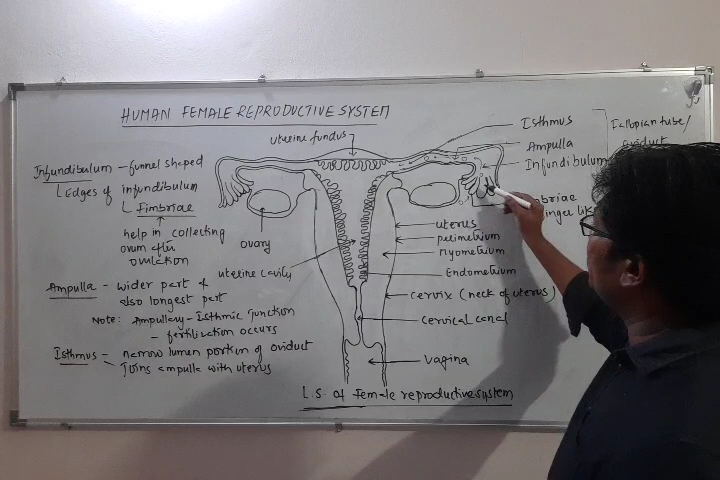 HUMAN FEMALE REPRODUCTIVE SYSTEM
Infundibulum - funnel shaped
Edges of infundibulum
Fimbriae
help in collecting
ovum after
ovulation
Ampulla - wider part &
also longest part
Note: Ampullary - Isthmic junction
- fertilization occurs
Isthmus - narrow lumen portion of oviduct
Joins ampulla with uterus
uterine fundus
ovary
uterine cavity
Isthmus
Ampulla
Infundibulum
Fallopian tube/
oviduct
uterus
perimetrium
Myometrium
Endometrium
cervix (neck of uterus)
cervical canal
vagina
L.S. of female reproductive system